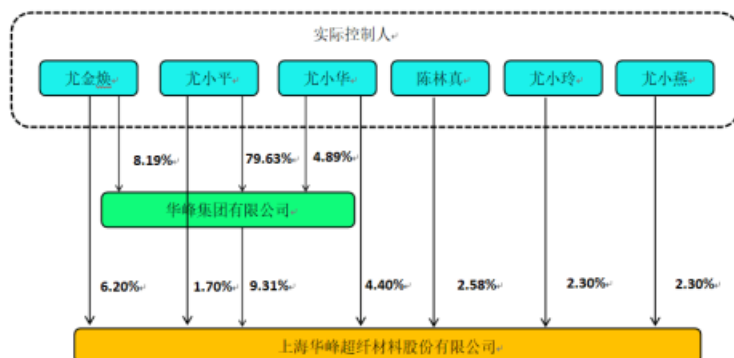 实际控制人
尤金焕 尤小平 尤小华 陈林真 尤小玲 尤小燕
8.19% 79.63% 4.89%
华峰集团有限公司
6.20% 1.70% 9.31% 4.40% 2.58% 2.30% 2.30%
上海华峰超纤材料股份有限公司